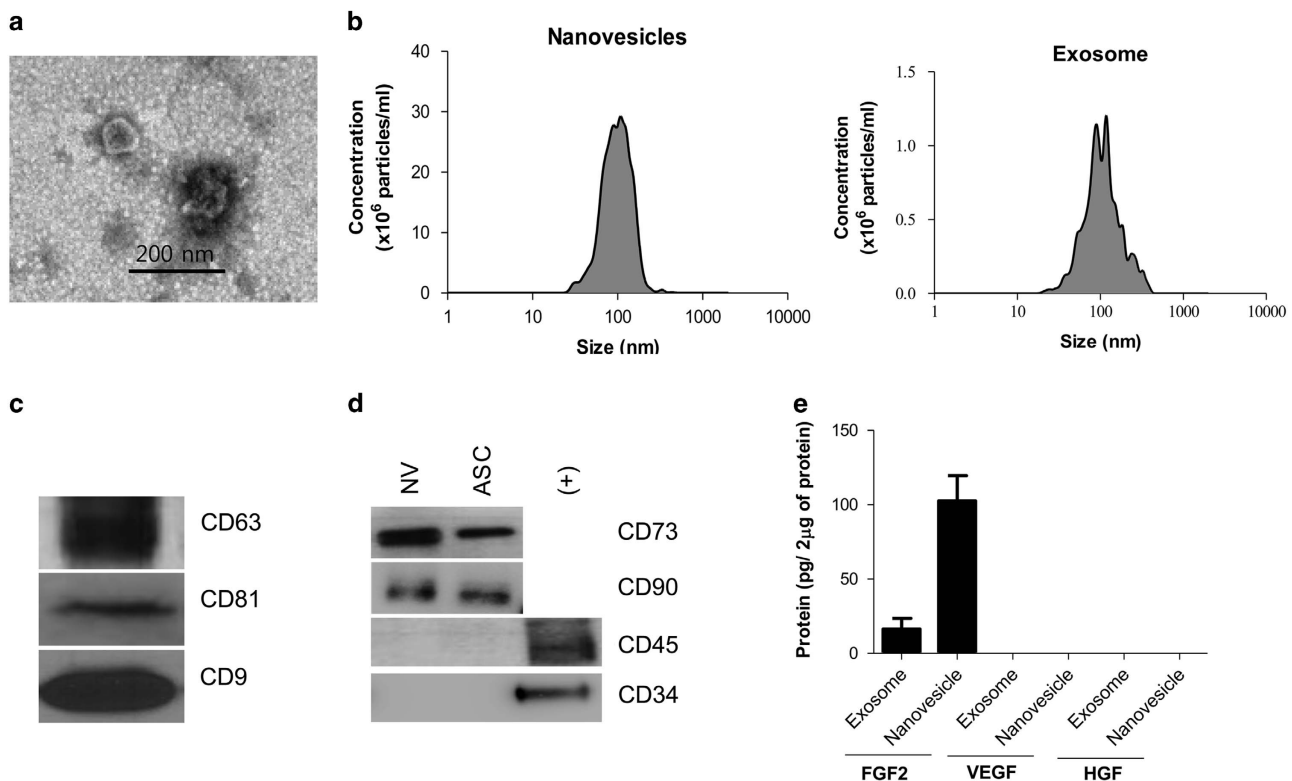 a
200 nm
b
Nanovesicles
Concentration
(x10⁶ particles/ml)
40
30
20
10
0
1
10
100
1000
10000
Size (nm)
Exosome
Concentration
(x10⁶ particles/ml)
1.5
1.0
0.5
0.0
1
10
100
1000
10000
Size (nm)
c
CD63
CD81
CD9
d
NV
ASC
(+)
CD73
CD90
CD45
CD34
e
Protein (pg/ 2μg of protein)
150
100
50
0
Exosome
Nanovesicle
Exosome
Nanovesicle
Exosome
Nanovesicle
FGF2
VEGF
HGF